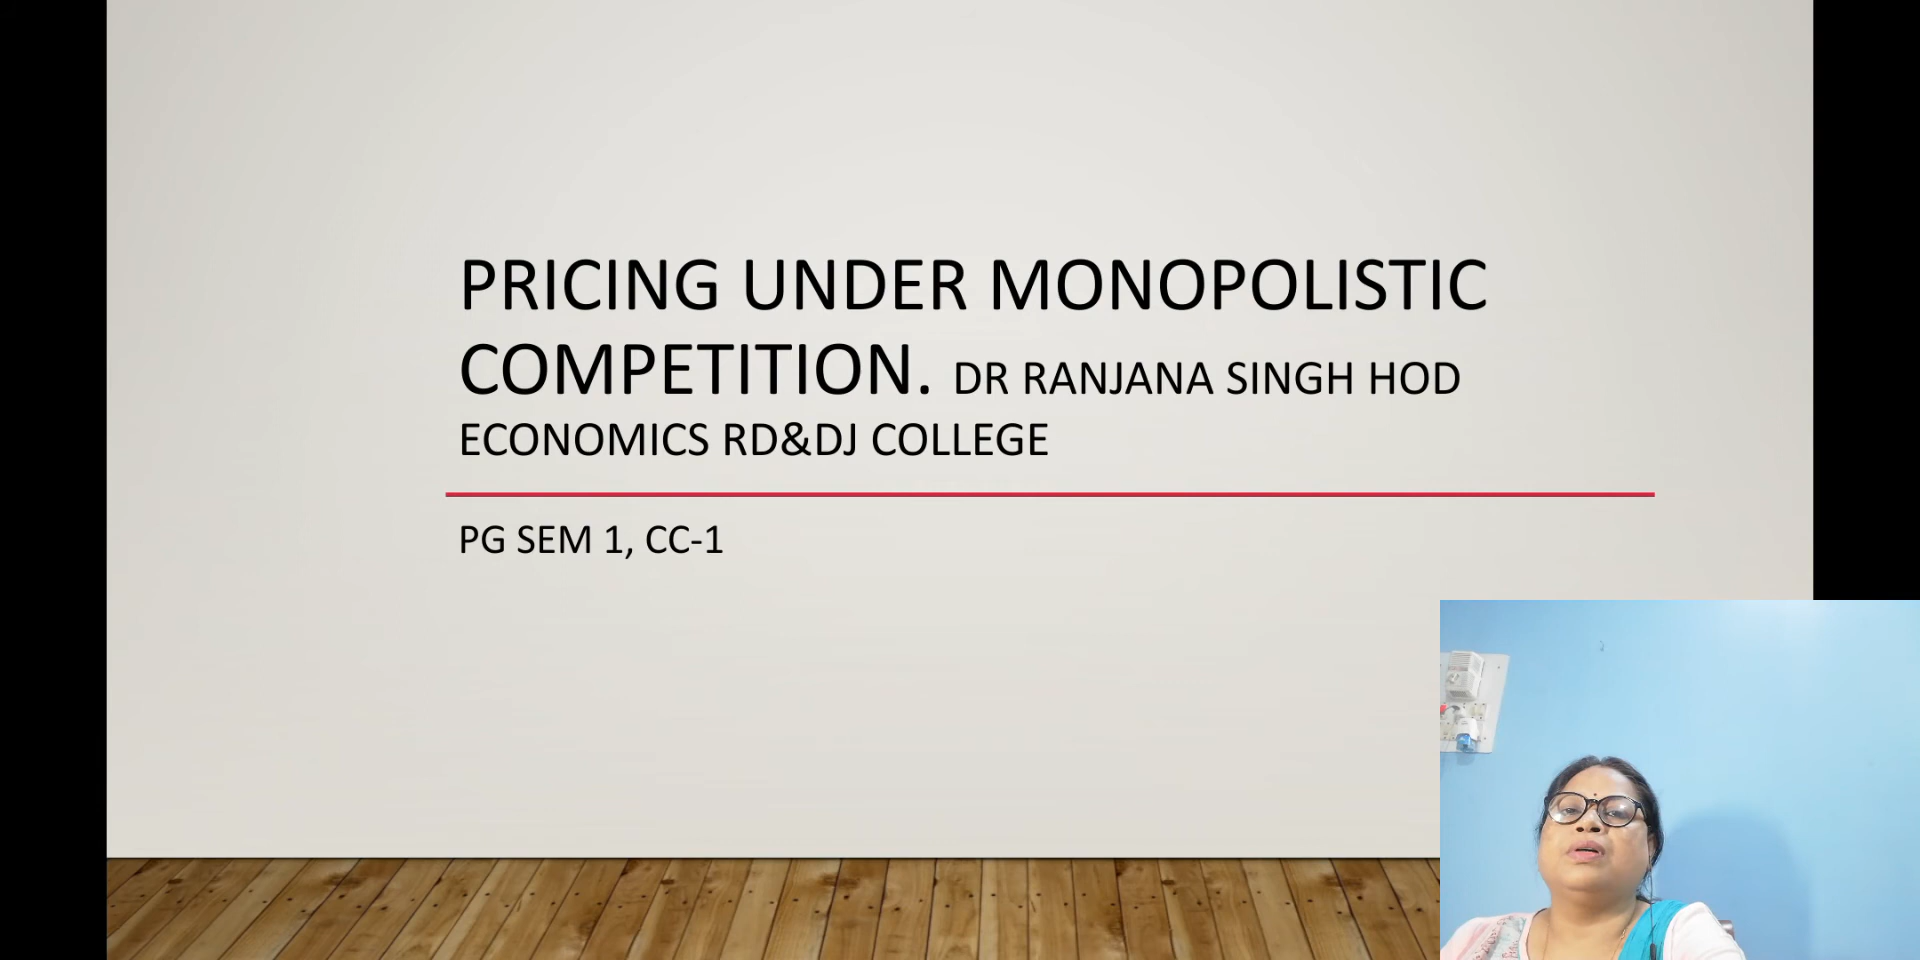 PRICING UNDER MONOPOLISTIC
COMPETITION. DR RANJANA SINGH HOD
ECONOMICS RD&DJ COLLEGE
PG SEM 1, CC-1